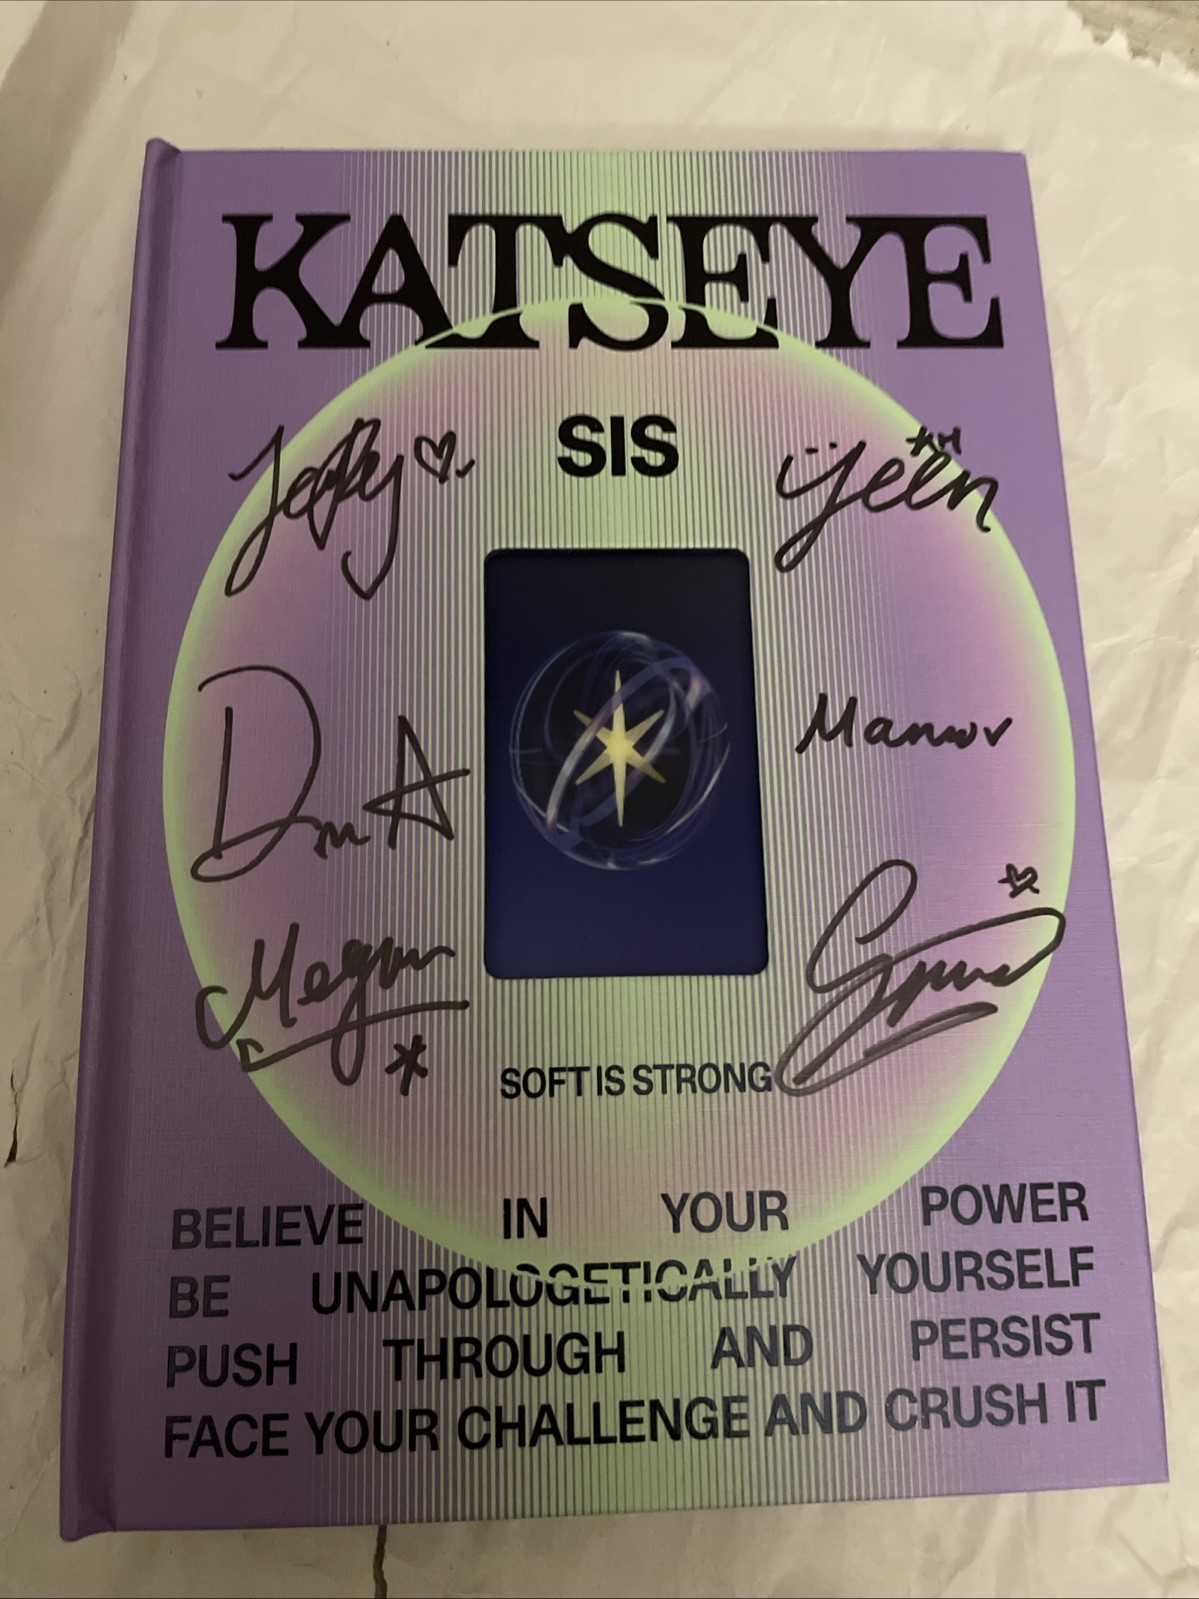 KATSEYE
SIS
Megan
SOFT IS STRONG
BELIEVE IN YOUR POWER
BE UNAPOLOGETICALLY YOURSELF
PUSH THROUGH AND PERSIST
FACE YOUR CHALLENGE AND CRUSH IT